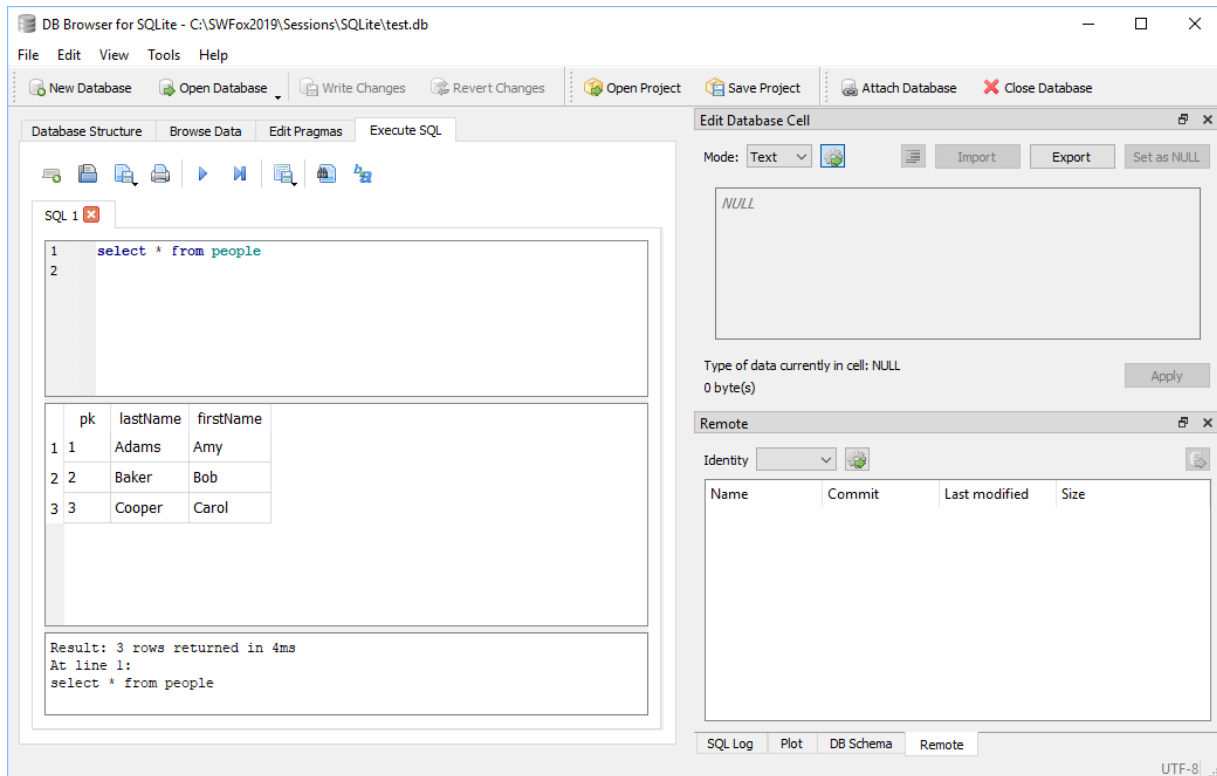 DB Browser for SQLite - C:\SWFox2019\Sessions\SQLite\test.db
File Edit View Tools Help
New Database Open Database Write Changes Revert Changes Open Project Save Project Attach Database Close Database
Database Structure Browse Data Edit Pragmas Execute SQL
SQL 1
1 select * from people
2
pk lastName firstName
1 1 Adams Amy
2 2 Baker Bob
3 3 Cooper Carol
Result: 3 rows returned in 4ms
At line 1:
select * from people
Edit Database Cell
Mode: Text Import Export Set as NULL
NULL
Type of data currently in cell: NULL
0 byte(s)
Apply
Remote
Identity
Name Commit Last modified Size
SQL Log Plot DB Schema Remote
UTF-8